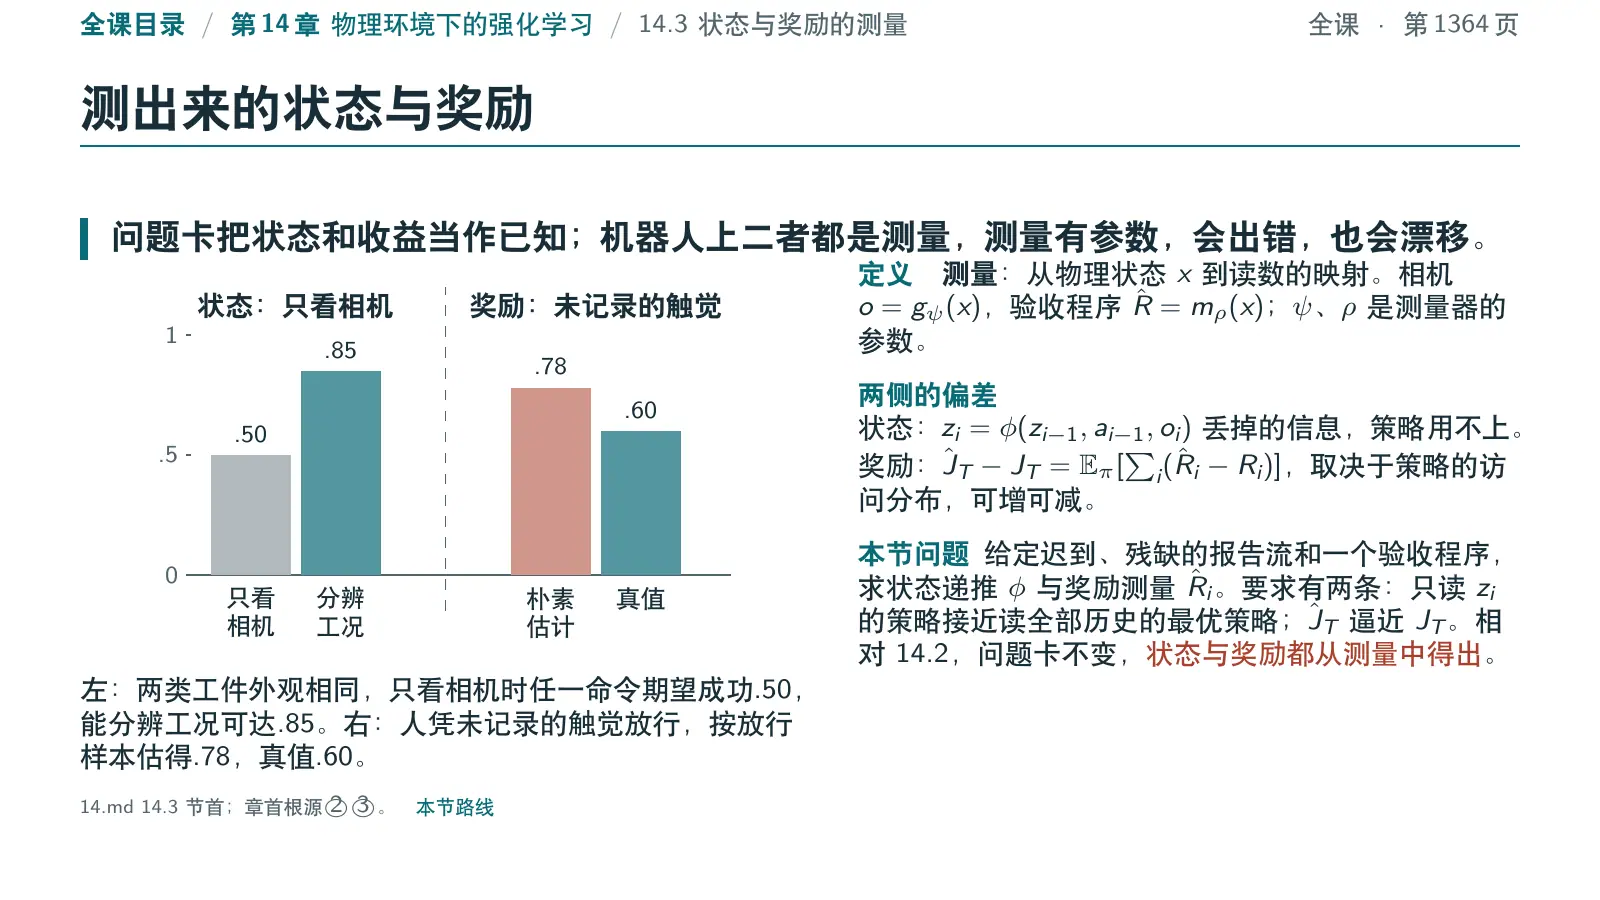 全课目录 / 第14章 物理环境下的强化学习 / 14.3 状态与奖励的测量
全课 · 第1364页
测出来的状态与奖励
问题卡把状态和收益当作已知；机器人上二者都是测量，测量有参数，会出错，也会漂移。
状态：只看相机
奖励：未记录的触觉
1
.5
0
.50
.85
.78
.60
只看
相机
分辨
工况
朴素
估计
真值
左：两类工件外观相同，只看相机时任一命令期望成功.50，
能分辨工况可达.85。右：人凭未记录的触觉放行，按放行
样本估得.78，真值.60。
定义 测量：从物理状态 x 到读数的映射。相机
o = g_ψ(x)，验收程序 R̂ = m_ρ(x)；ψ、ρ 是测量器的
参数。
两侧的偏差
状态：z_i = ϕ(z_{i−1}, a_{i−1}, o_i) 丢掉的信息，策略用不上。
奖励：Ĵ_T − J_T = 𝔼_π[∑_i(R̂_i − R_i)]，取决于策略的访
问分布，可增可减。
本节问题 给定迟到、残缺的报告流和一个验收程序，
求状态递推 ϕ 与奖励测量 R̂_i。要求有两条：只读 z_i
的策略接近读全部历史的最优策略；Ĵ_T 逼近 J_T。相
对 14.2，问题卡不变，状态与奖励都从测量中得出。
14.md 14.3 节首；章首根源②③。 本节路线